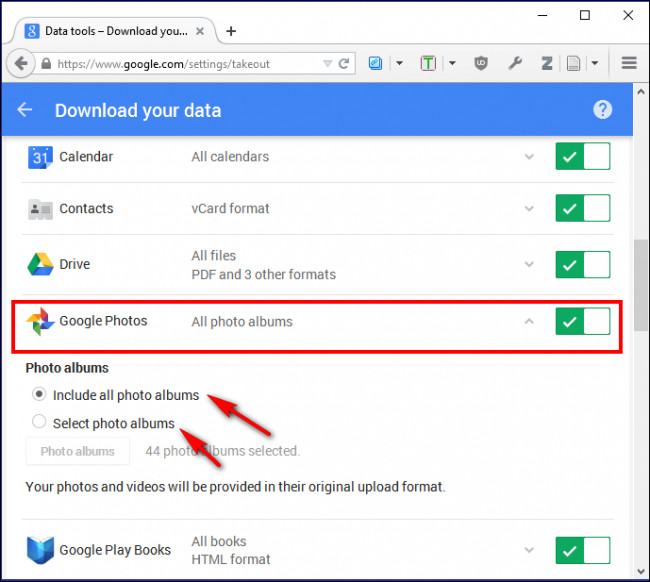 Data tools – Download you...
https://www.google.com/settings/takeout
Download your data
?
31 Calendar All calendars
Contacts vCard format
Drive All files
PDF and 3 other formats
Google Photos All photo albums
Photo albums
Include all photo albums
Select photo albums
Photo albums 44 photo albums selected.
Your photos and videos will be provided in their original upload format.
Google Play Books All books
HTML format